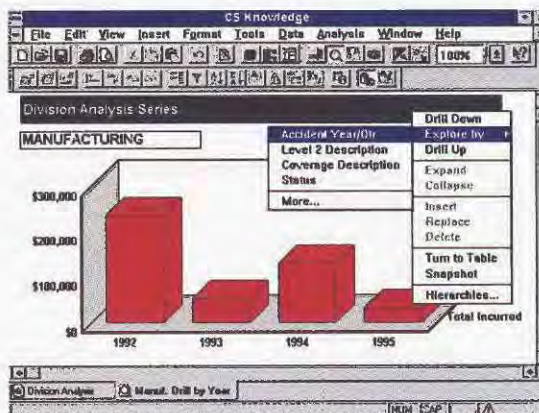 CS Knowledge
File Edit View Insert Format Tools Data Analysis Window Help
100%
Division Analysis Series
MANUFACTURING
Accident Year/Qtr
Level 2 Description
Coverage Description
Status
More...
Drill Down
Explore by
Drill Up
Expand
Collapse
Insert
Replace
Delete
Turn to Table
Snapshot
Hierarchies...
$300,000
$200,000
$100,000
$0
1992 1993 1994 1995
Total Incurred
Division Analysis Manuf. Drill by Year
NUM CAP